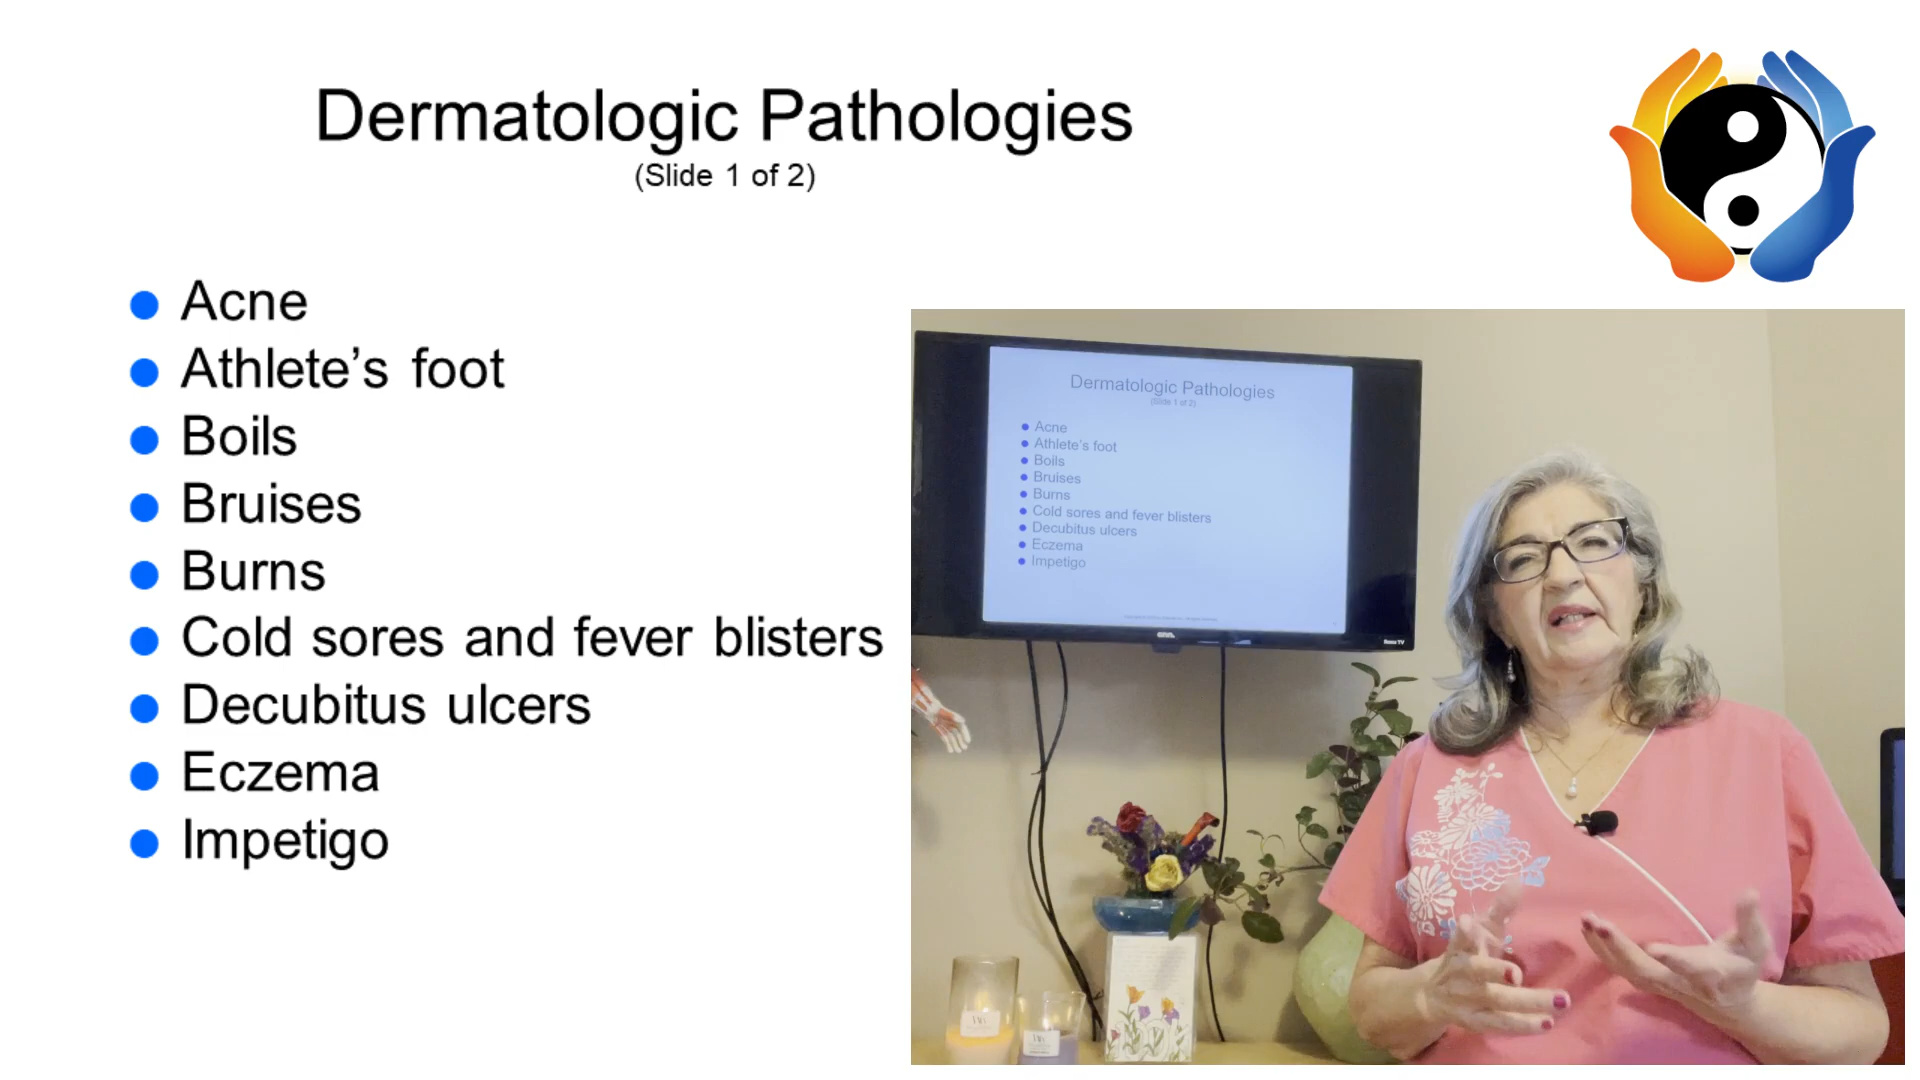 Dermatologic Pathologies
(Slide 1 of 2)
Acne
Athlete’s foot
Boils
Bruises
Burns
Cold sores and fever blisters
Decubitus ulcers
Eczema
Impetigo
Dermatologic Pathologies
(Slide 1 of 2)
Acne
Athlete’s foot
Boils
Bruises
Burns
Cold sores and fever blisters
Decubitus ulcers
Eczema
Impetigo
Roku TV